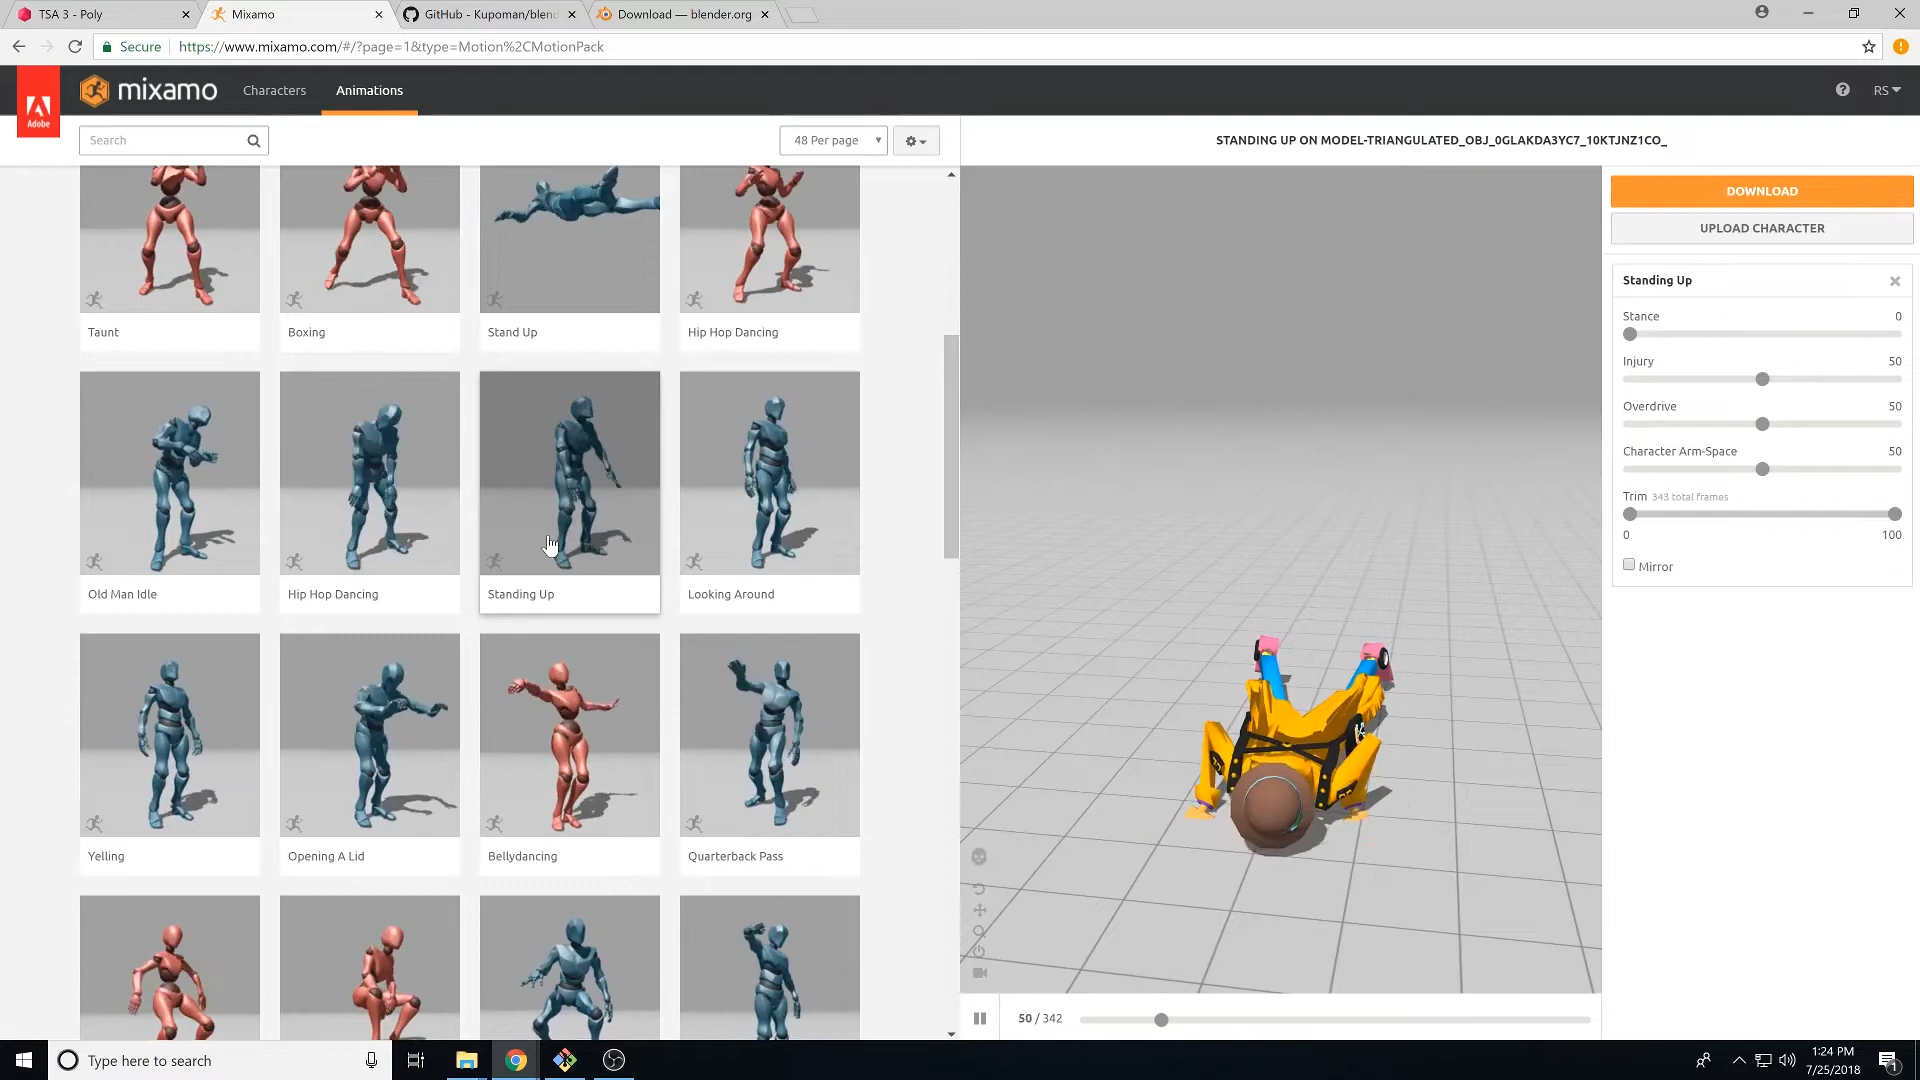 TSA 3 - Poly
Mixamo
GitHub - Kupoman/blend
Download — blender.org
Secure
https://www.mixamo.com/#/?page=1&type=Motion%2CMotionPack
Adobe
mixamo
Characters
Animations
RS
Search
48 Per page
STANDING UP ON MODEL-TRIANGULATED_OBJ_0GLAKDA3YC7_10KTJNZ1CO_
DOWNLOAD
UPLOAD CHARACTER
Taunt
Boxing
Stand Up
Hip Hop Dancing
Standing Up
Stance 0
Injury 50
Overdrive 50
Character Arm-Space 50
Trim 343 total frames
0 100
Mirror
Old Man Idle
Hip Hop Dancing
Standing Up
Looking Around
Yelling
Opening A Lid
Bellydancing
Quarterback Pass
50 / 342
Type here to search
1:24 PM
7/25/2018
1